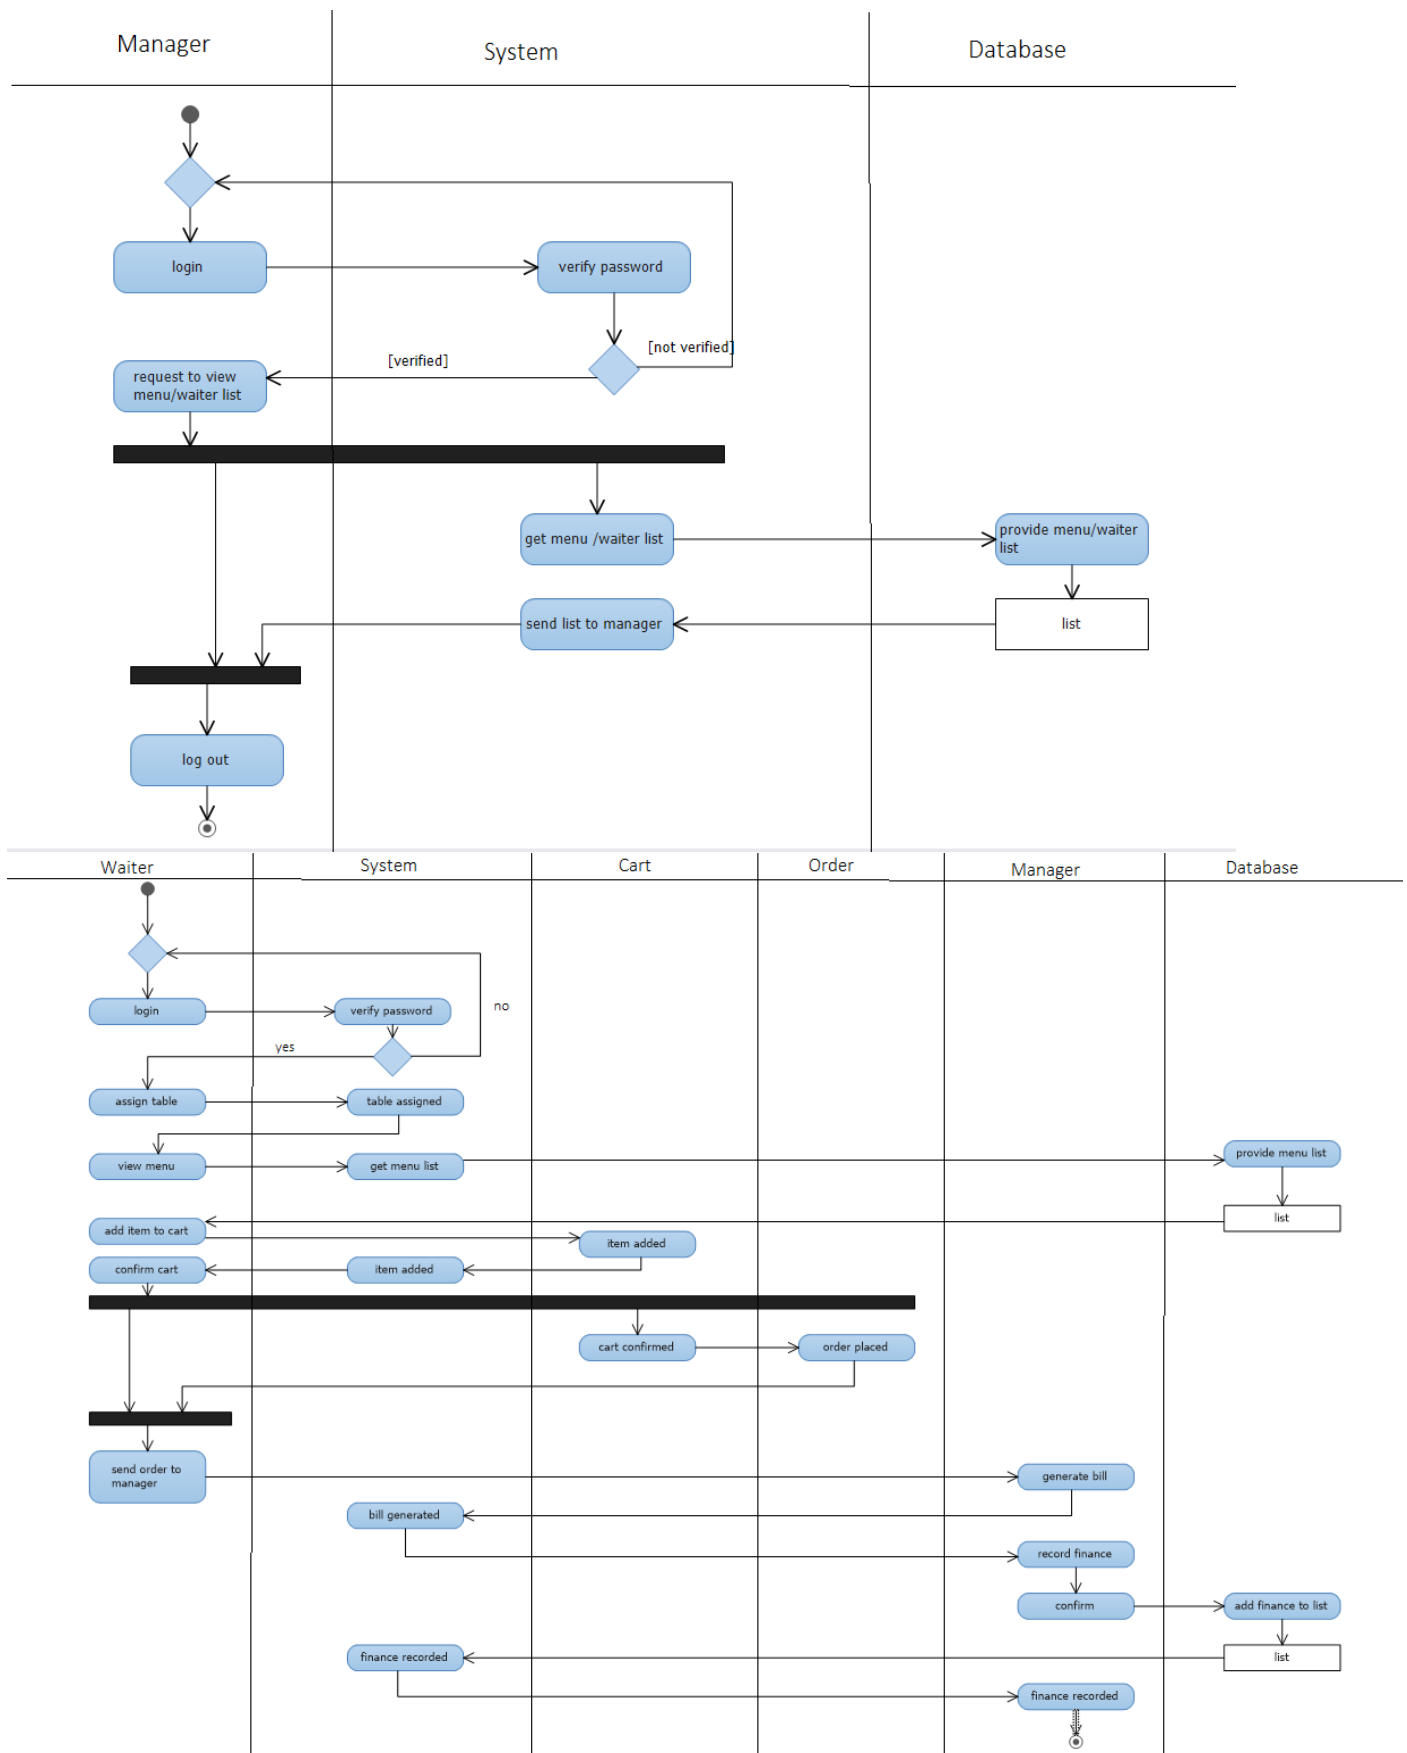 Manager
System
Database
login
verify password
[not verified]
[verified]
request to view
menu/waiter list
get menu /waiter list
provide menu/waiter
list
send list to manager
list
log out
Waiter
System
Cart
Order
Manager
Database
login
verify password
no
yes
assign table
table assigned
view menu
get menu list
provide menu list
list
add item to cart
item added
confirm cart
item added
cart confirmed
order placed
send order to
manager
generate bill
bill generated
record finance
confirm
add finance to list
finance recorded
list
finance recorded